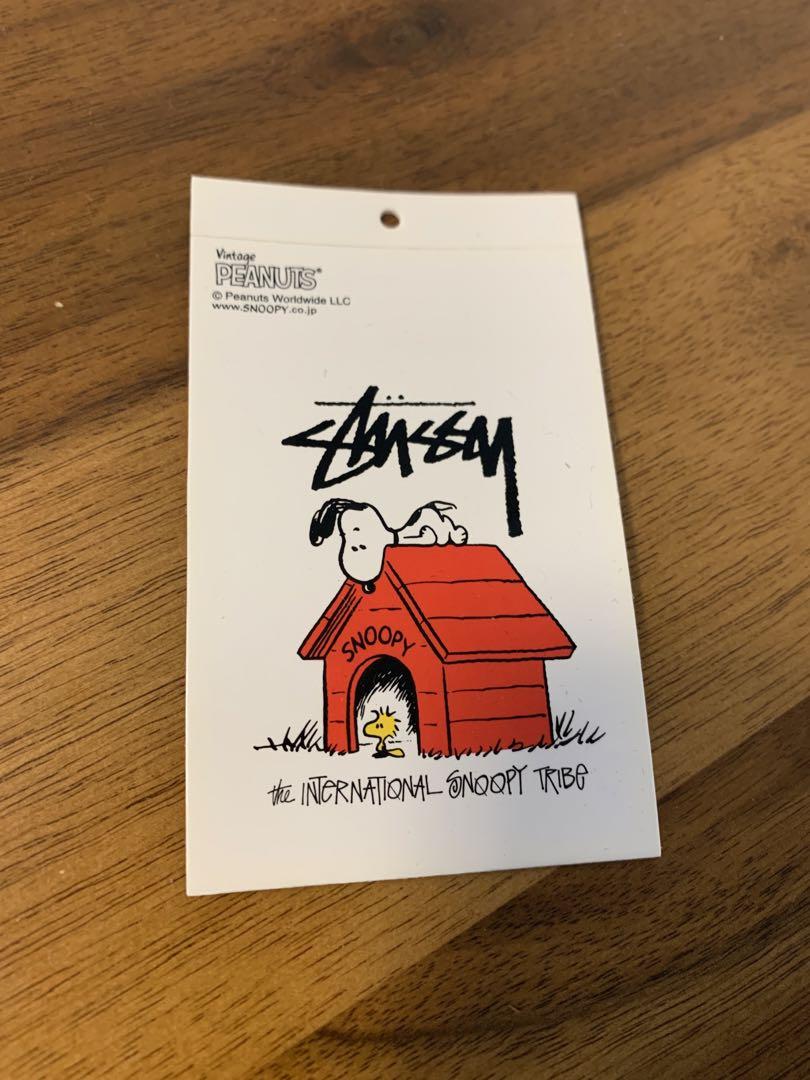 Vintage
PEANUTS®
© Peanuts Worldwide LLC
www.SNOOPY.co.jp
Stüssy
SNOOPY
the INTERNATIONAL SNOOPY TRIBE